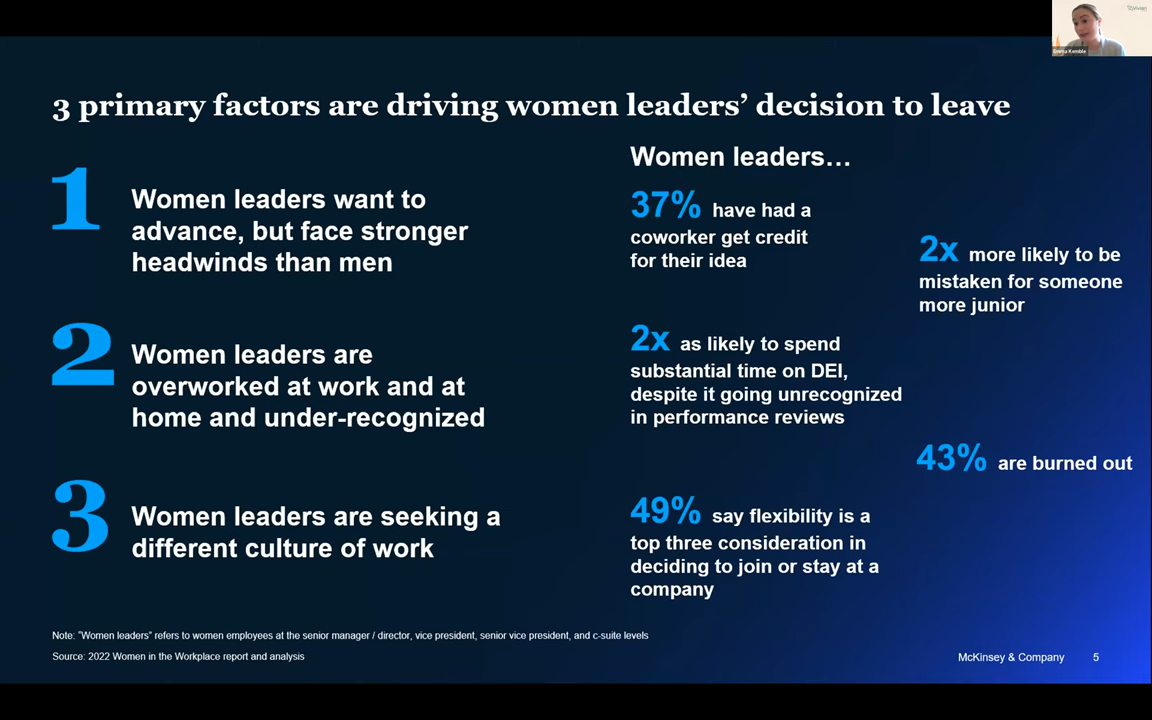 3 primary factors are driving women leaders’ decision to leave
1
Women leaders want to
advance, but face stronger
headwinds than men
2
Women leaders are
overworked at work and at
home and under-recognized
3
Women leaders are seeking a
different culture of work
Women leaders…
37% have had a
coworker get credit
for their idea
2x more likely to be
mistaken for someone
more junior
2x as likely to spend
substantial time on DEI,
despite it going unrecognized
in performance reviews
43% are burned out
49% say flexibility is a
top three consideration in
deciding to join or stay at a
company
Note: “Women leaders” refers to women employees at the senior manager / director, vice president, senior vice president, and c-suite levels
Source: 2022 Women in the Workplace report and analysis
McKinsey & Company 5
Emma Kemble